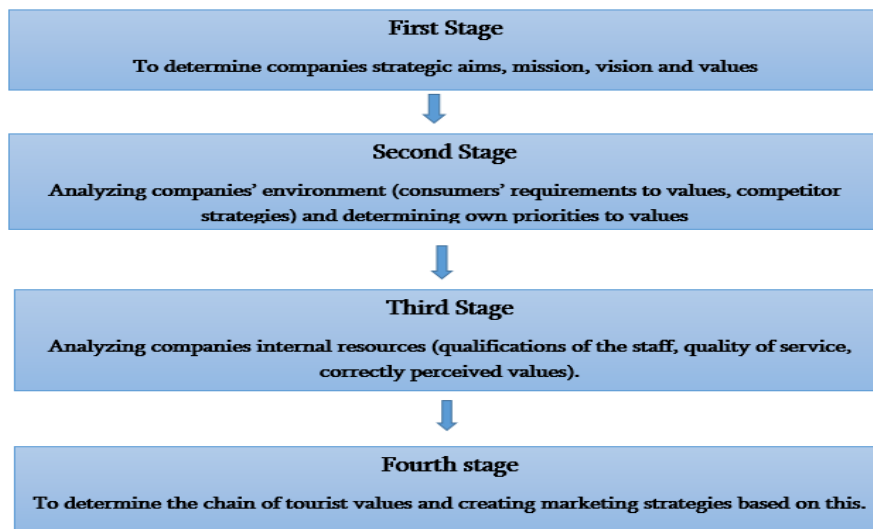 First Stage
To determine companies strategic aims, mission, vision and values
Second Stage
Analyzing companies’ environment (consumers’ requirements to values, competitor
strategies) and determining own priorities to values
Third Stage
Analyzing companies internal resources (qualifications of the staff, quality of service,
correctly perceived values).
Fourth stage
To determine the chain of tourist values and creating marketing strategies based on this.